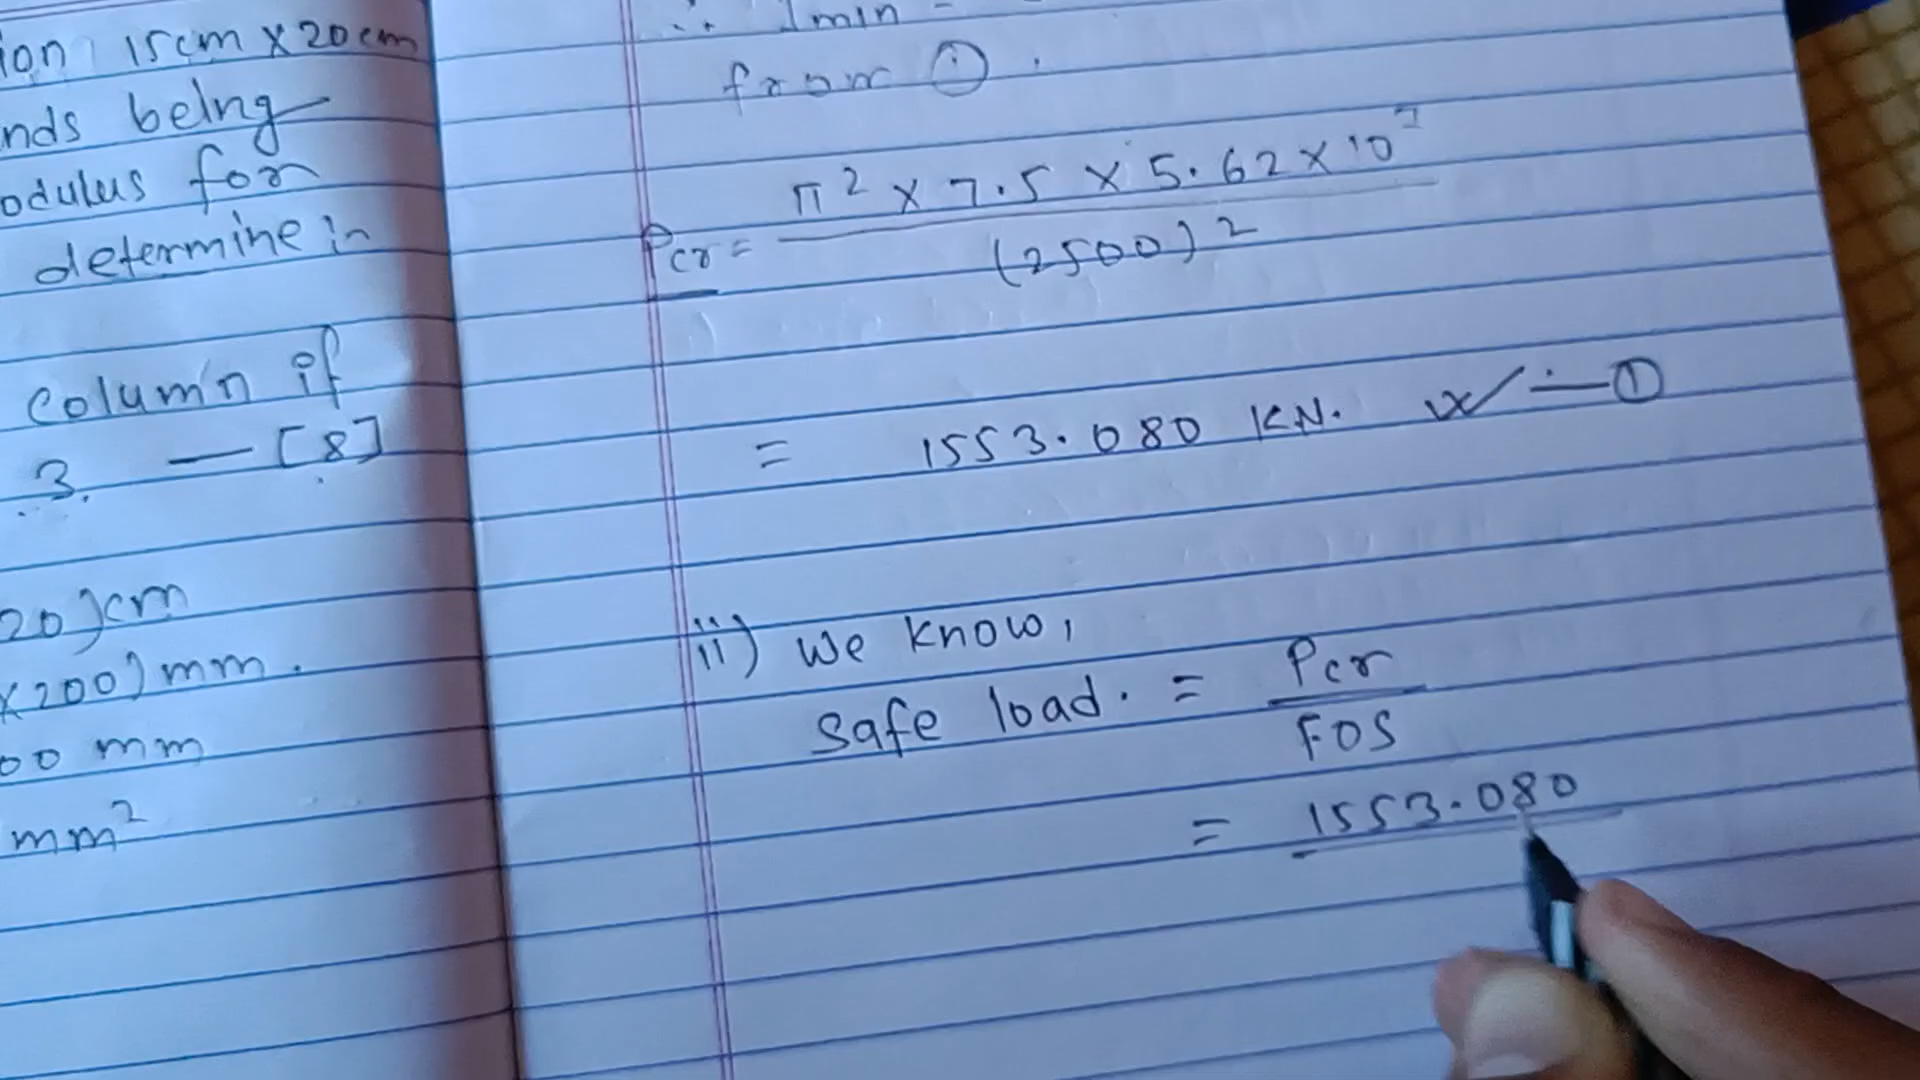 ion 15cm x 20cm
nds being
odulus for
determine in
column if
3. — [8]
20)cm
x200)mm.
00 mm
mm²
∴ Imin -
from ①.
Pcr = π² x 7.5 x 5.62 x 10⁷ / (2500)²
= 1553.080 KN. — ①
ii) We know,
Safe load. = Pcr / FOS
= 1553.080